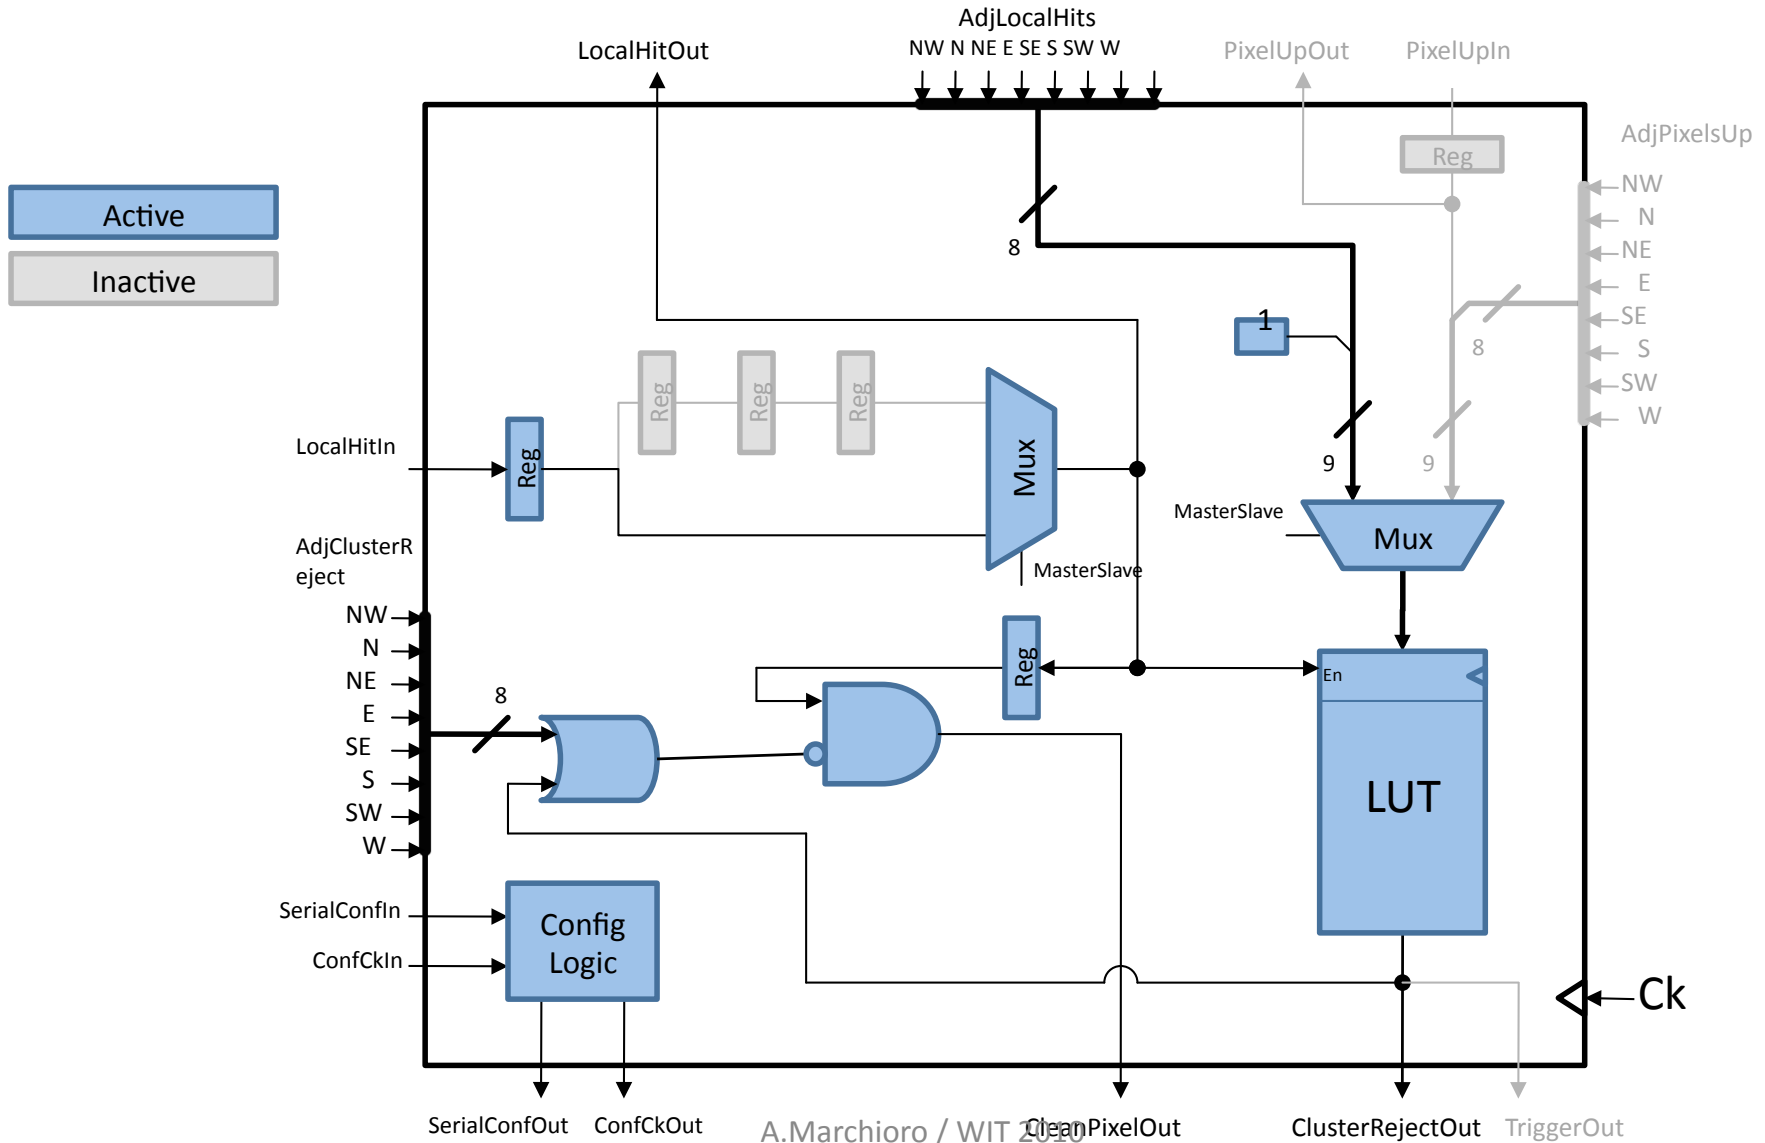 AdjLocalHits
NW N NE E SE S SW W
LocalHitOut
PixelUpOut
PixelUpIn
AdjPixelsUp
Reg
NW
N
NE
E
SE
S
SW
W
Active
Inactive
8
1
8
Reg
Reg
Reg
Mux
9
9
LocalHitIn
Reg
MasterSlave
Mux
MasterSlave
AdjClusterR
eject
NW
N
NE
E
SE
S
SW
W
8
Reg
En
LUT
SerialConfIn
ConfCkIn
Config
Logic
Ck
SerialConfOut
ConfCkOut
A.Marchioro / WIT 2010
CleanPixelOut
ClusterRejectOut
TriggerOut